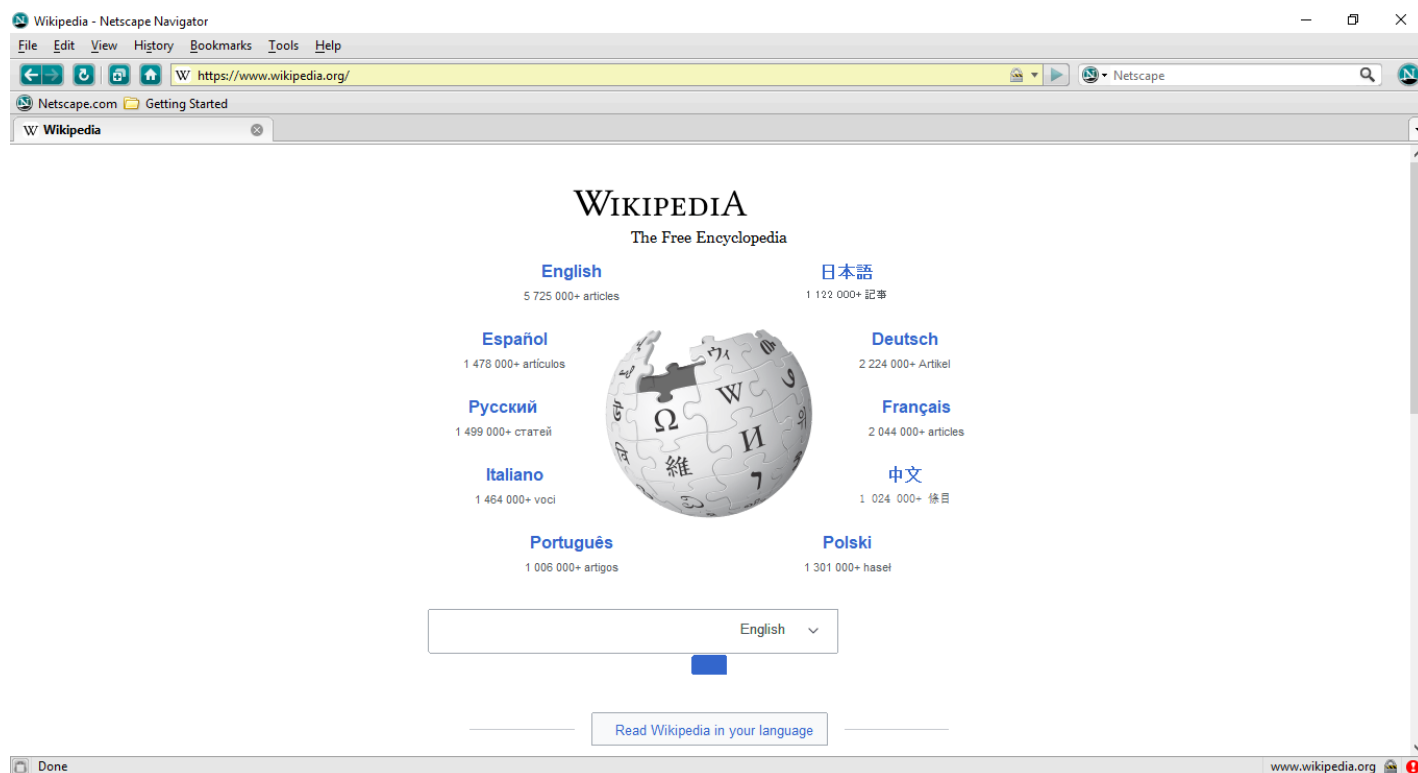 Wikipedia - Netscape Navigator
File Edit View History Bookmarks Tools Help
W https://www.wikipedia.org/ Netscape N
Netscape.com Getting Started
W Wikipedia
WIKIPEDIA
The Free Encyclopedia
English 日本語
5 725 000+ articles 1 122 000+ 記事
Español Deutsch
1 478 000+ artículos 2 224 000+ Artikel
Русский Français
1 499 000+ статей 2 044 000+ articles
Italiano 中文
1 464 000+ voci 1 024 000+ 條目
Português Polski
1 006 000+ artigos 1 301 000+ haseł
ウィ
W
Ω
И
維
English
Read Wikipedia in your language
Done www.wikipedia.org